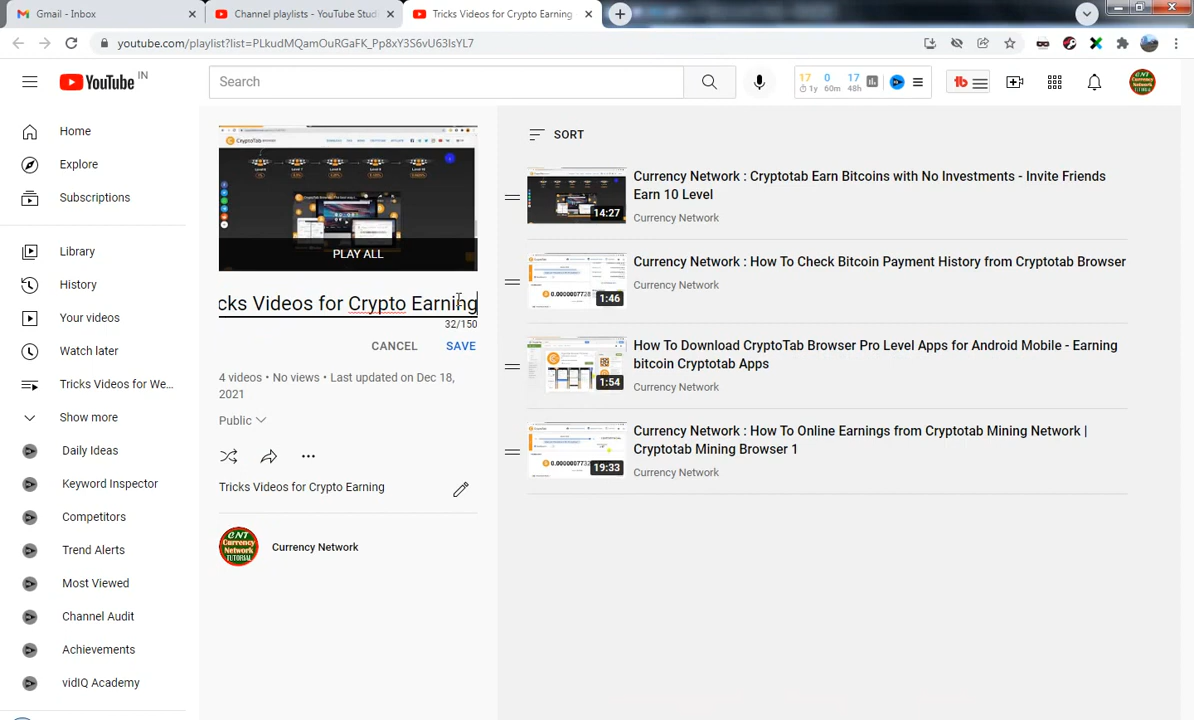 Gmail - Inbox
Channel playlists - YouTube Stud
Tricks Videos for Crypto Earning
youtube.com/playlist?list=PLkudMQamOuRGaFK_Pp8xY3S6vU63IsYL7
YouTube IN
Search
17 0 17
1y 60m 48h
tb
Home
Explore
Subscriptions
Library
History
Your videos
Watch later
Tricks Videos for We...
Show more
Daily Ideas
Keyword Inspector
Competitors
Trend Alerts
Most Viewed
Channel Audit
Achievements
vidIQ Academy
PLAY ALL
cks Videos for Crypto Earning
32/150
CANCEL SAVE
4 videos • No views • Last updated on Dec 18,
2021
Public
Tricks Videos for Crypto Earning
CNT
Currency
Network
TUTORIAL
Currency Network
SORT
14:27
Currency Network : Cryptotab Earn Bitcoins with No Investments - Invite Friends
Earn 10 Level
Currency Network
1:46
Currency Network : How To Check Bitcoin Payment History from Cryptotab Browser
Currency Network
1:54
How To Download CryptoTab Browser Pro Level Apps for Android Mobile - Earning
bitcoin Cryptotab Apps
Currency Network
19:33
Currency Network : How To Online Earnings from Cryptotab Mining Network |
Cryptotab Mining Browser 1
Currency Network